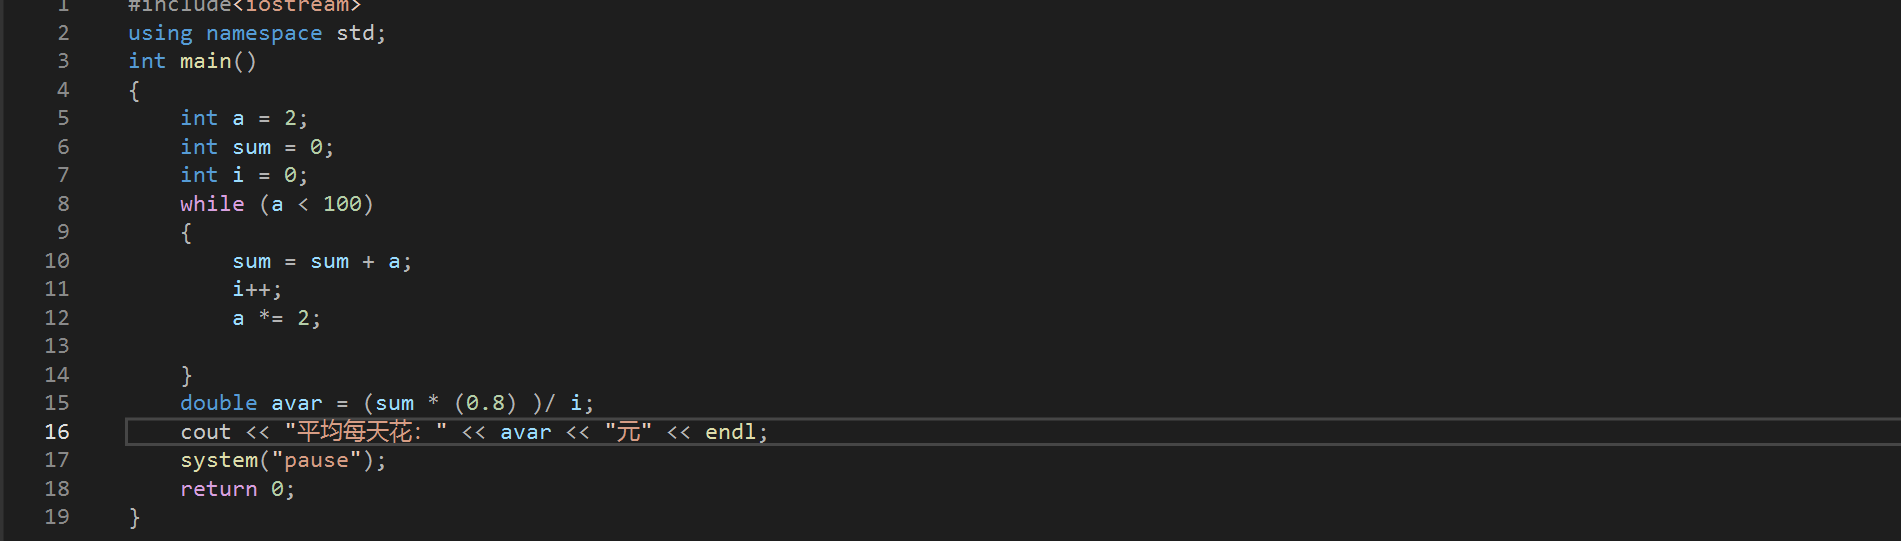 1 #include<iostream>
2 using namespace std;
3 int main()
4 {
5 int a = 2;
6 int sum = 0;
7 int i = 0;
8 while (a < 100)
9 {
10 sum = sum + a;
11 i++;
12 a *= 2;
13
14 }
15 double avar = (sum * (0.8) )/ i;
16 cout << "平均每天花：" << avar << "元" << endl;
17 system("pause");
18 return 0;
19 }